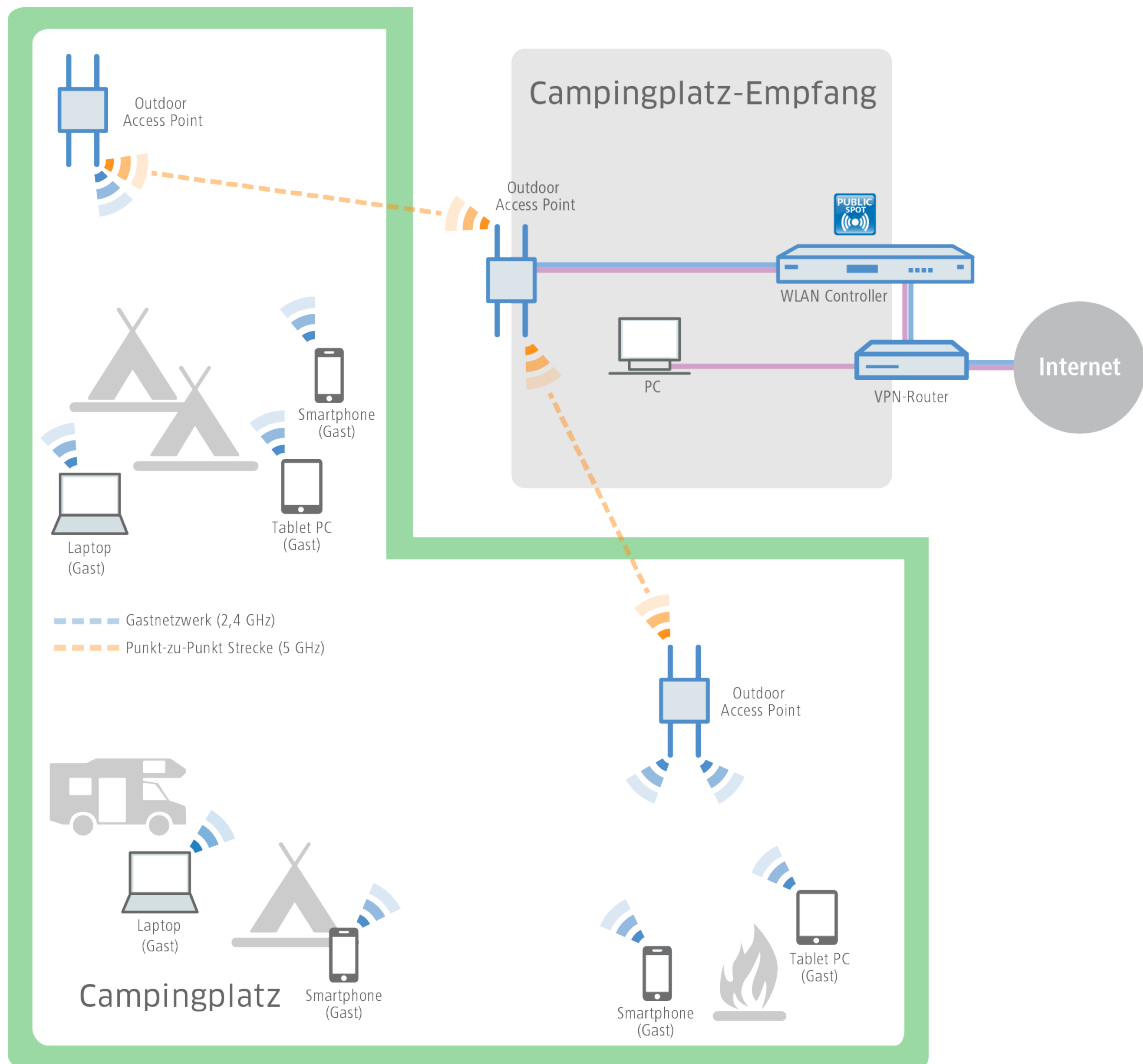 Outdoor
Access Point
Campingplatz-Empfang
Outdoor
Access Point
PUBLIC
SPOT
WLAN Controller
Internet
PC
VPN-Router
Smartphone
(Gast)
Tablet PC
(Gast)
Laptop
(Gast)
Gastnetzwerk (2,4 GHz)
Punkt-zu-Punkt Strecke (5 GHz)
Outdoor
Access Point
Laptop
(Gast)
Smartphone
(Gast)
Campingplatz
Tablet PC
(Gast)
Smartphone
(Gast)